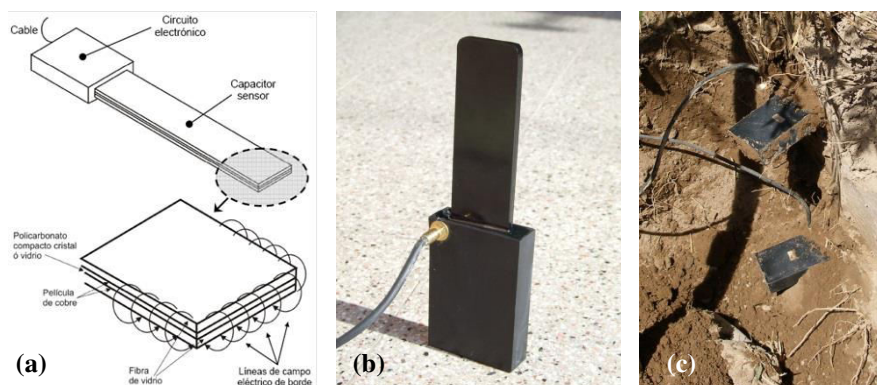 Cable
Circuito
electrónico
Capacitor
sensor
Policarbonato
compacto cristal
ó vidrio
Película
de cobre
Fibra
de vidrio
Líneas de campo
eléctrico de borde
(a)
(b)
(c)